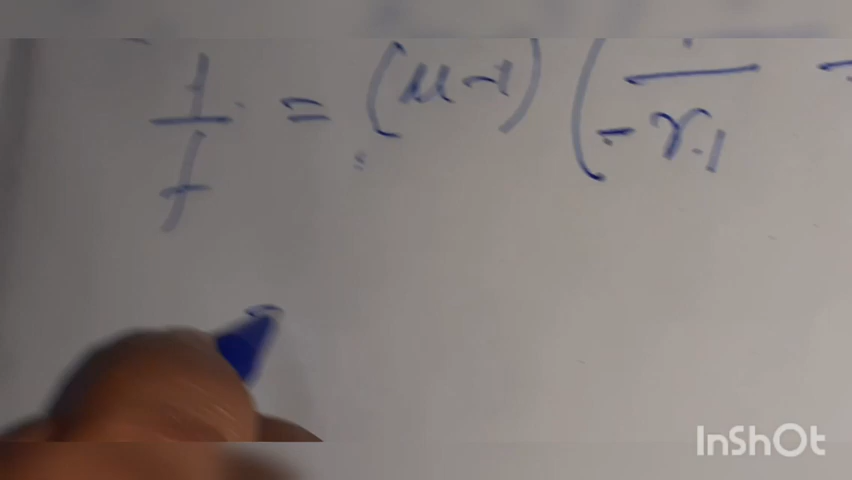 1/f = (μ-1) (1/-r1 -
InShOt